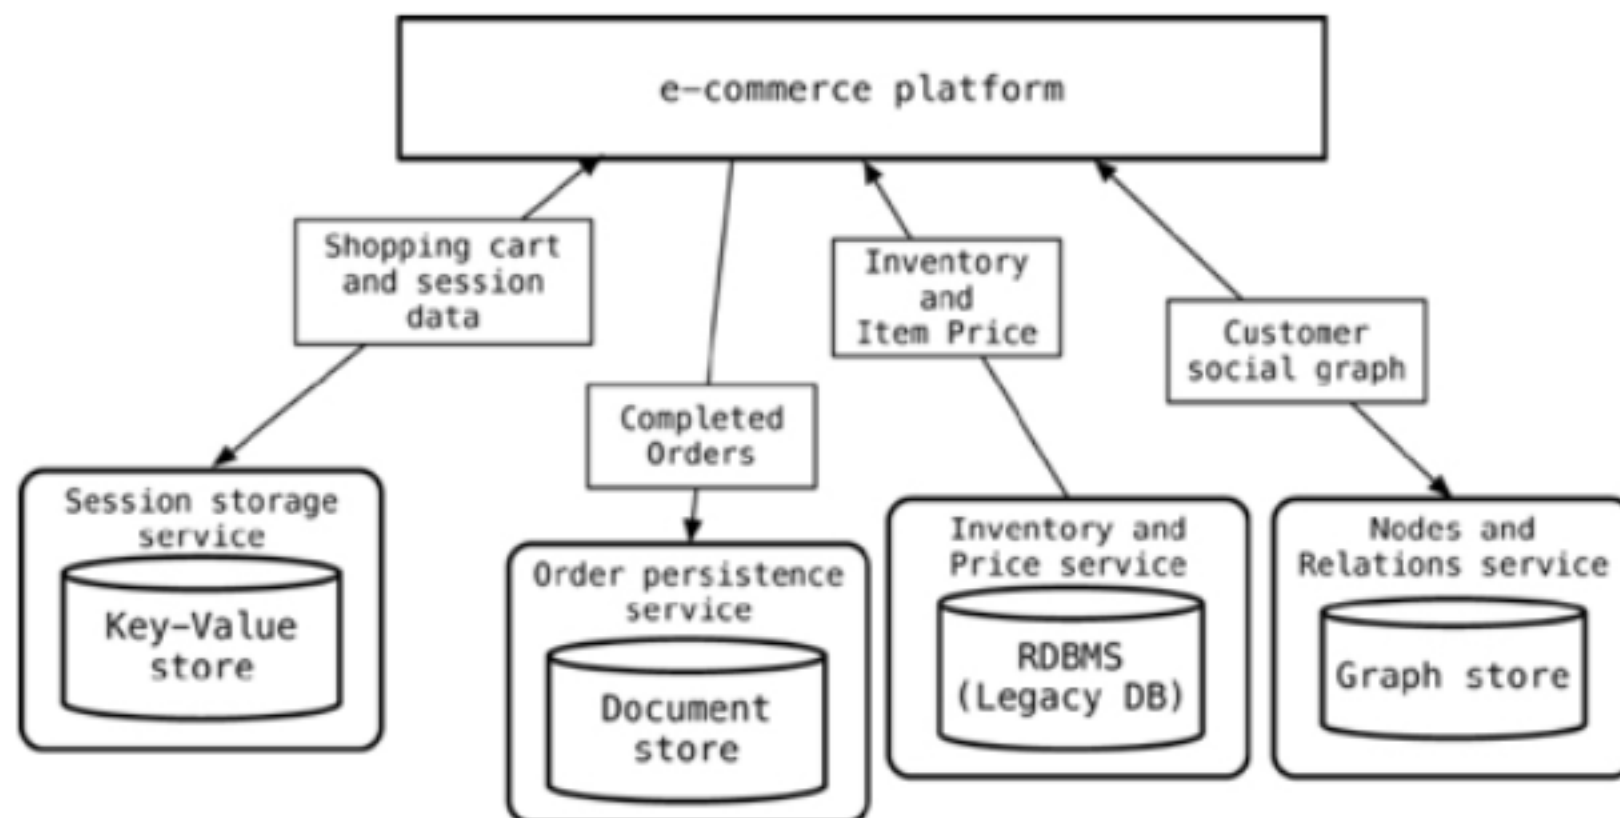 e-commerce platform
Shopping cart
and session
data
Inventory
and
Item Price
Customer
social graph
Completed
Orders
Session storage
service
Key-Value
store
Order persistence
service
Document
store
Inventory and
Price service
RDBMS
(Legacy DB)
Nodes and
Relations service
Graph store